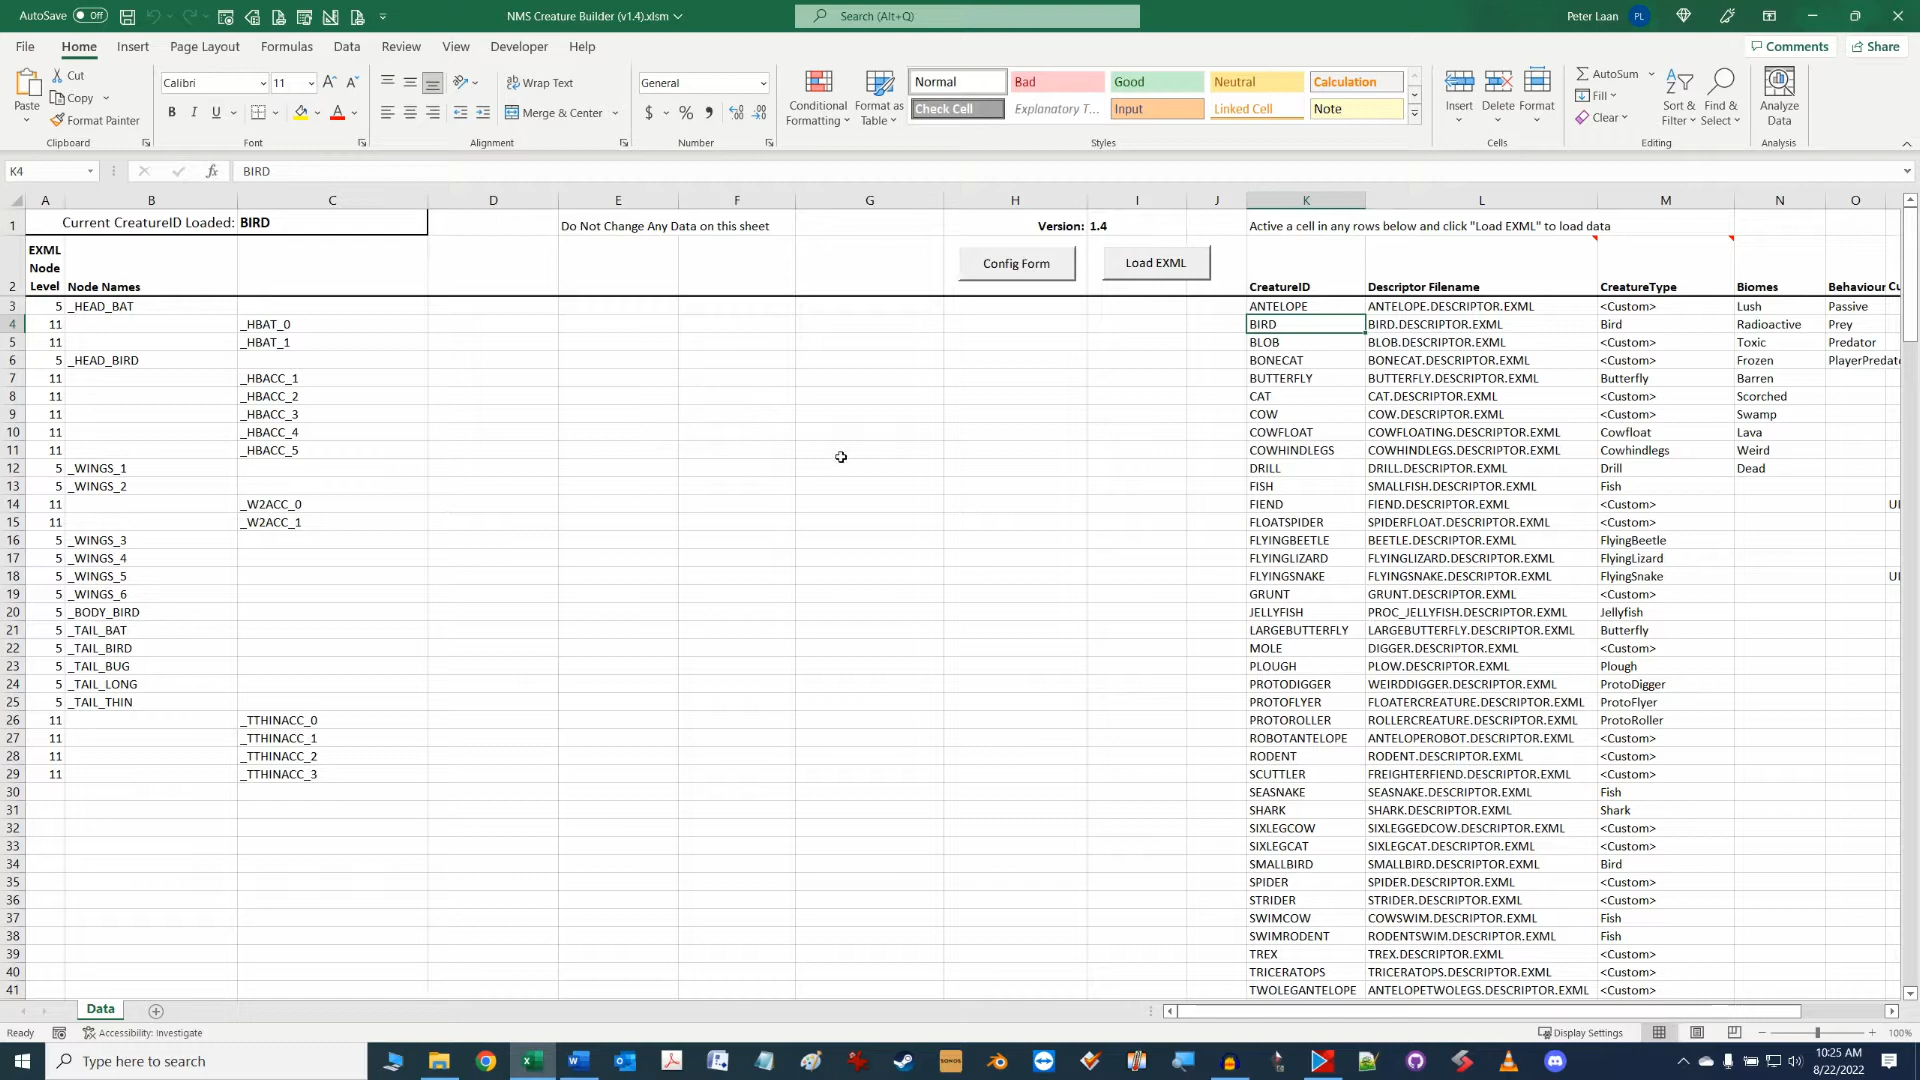 AutoSave Off NMS Creature Builder (v1.4).xlsm Search (Alt+Q) Peter Laan PL
File Home Insert Page Layout Formulas Data Review View Developer Help Comments Share
Paste Cut Copy Format Painter Clipboard
Calibri 11 A A B I U A Font
Wrap Text Merge & Center Alignment
General $ % 9 Number
Conditional Formatting Format as Table
Normal Bad Good Neutral Calculation
Check Cell Explanatory T... Input Linked Cell Note
Styles
Insert Delete Format Cells
AutoSum Fill Clear Sort & Filter Find & Select Editing
Analyze Data Analysis
K4 fx BIRD
A B C D E F G H I J K L M N O
1 Current CreatureID Loaded: BIRD Do Not Change Any Data on this sheet Version: 1.4 Active a cell in any rows below and click "Load EXML" to load data
Config Form Load EXML
2 EXML Node Level Node Names CreatureID Descriptor Filename CreatureType Biomes Behaviour Cu
3 5 _HEAD_BAT ANTELOPE ANTELOPE.DESCRIPTOR.EXML <Custom> Lush Passive
4 11 _HBAT_0 BIRD BIRD.DESCRIPTOR.EXML Bird Radioactive Prey
5 11 _HBAT_1 BLOB BLOB.DESCRIPTOR.EXML <Custom> Toxic Predator
6 5 _HEAD_BIRD BONECAT BONECAT.DESCRIPTOR.EXML <Custom> Frozen PlayerPredato
7 11 _HBACC_1 BUTTERFLY BUTTERFLY.DESCRIPTOR.EXML Butterfly Barren
8 11 _HBACC_2 CAT CAT.DESCRIPTOR.EXML <Custom> Scorched
9 11 _HBACC_3 COW COW.DESCRIPTOR.EXML <Custom> Swamp
10 11 _HBACC_4 COWFLOAT COWFLOATING.DESCRIPTOR.EXML Cowfloat Lava
11 11 _HBACC_5 COWHINDLEGS COWHINDLEGS.DESCRIPTOR.EXML Cowhindlegs Weird
12 5 _WINGS_1 DRILL DRILL.DESCRIPTOR.EXML Drill Dead
13 5 _WINGS_2 FISH SMALLFISH.DESCRIPTOR.EXML Fish
14 11 _W2ACC_0 FIEND FIEND.DESCRIPTOR.EXML <Custom> UI
15 11 _W2ACC_1 FLOATSPIDER SPIDERFLOAT.DESCRIPTOR.EXML <Custom>
16 5 _WINGS_3 FLYINGBEETLE BEETLE.DESCRIPTOR.EXML FlyingBeetle
17 5 _WINGS_4 FLYINGLIZARD FLYINGLIZARD.DESCRIPTOR.EXML FlyingLizard
18 5 _WINGS_5 FLYINGSNAKE FLYINGSNAKE.DESCRIPTOR.EXML FlyingSnake UI
19 5 _WINGS_6 GRUNT GRUNT.DESCRIPTOR.EXML <Custom>
20 5 _BODY_BIRD JELLYFISH PROC_JELLYFISH.DESCRIPTOR.EXML Jellyfish
21 5 _TAIL_BAT LARGEBUTTERFLY LARGEBUTTERFLY.DESCRIPTOR.EXML Butterfly
22 5 _TAIL_BIRD MOLE DIGGER.DESCRIPTOR.EXML <Custom>
23 5 _TAIL_BUG PLOUGH PLOW.DESCRIPTOR.EXML Plough
24 5 _TAIL_LONG PROTODIGGER WEIRDDIGGER.DESCRIPTOR.EXML ProtoDigger
25 5 _TAIL_THIN PROTOFLYER FLOATERCREATURE.DESCRIPTOR.EXML ProtoFlyer
26 11 _TTHINACC_0 PROTOROLLER ROLLERCREATURE.DESCRIPTOR.EXML ProtoRoller
27 11 _TTHINACC_1 ROBOTANTELOPE ANTELOPEROBOT.DESCRIPTOR.EXML <Custom>
28 11 _TTHINACC_2 RODENT RODENT.DESCRIPTOR.EXML <Custom>
29 11 _TTHINACC_3 SCUTTLER FREIGHTERFIEND.DESCRIPTOR.EXML <Custom>
30 SEASNAKE SEASNAKE.DESCRIPTOR.EXML Fish
31 SHARK SHARK.DESCRIPTOR.EXML Shark
32 SIXLEGCOW SIXLEGGEDCOW.DESCRIPTOR.EXML <Custom>
33 SIXLEGCAT SIXLEGCAT.DESCRIPTOR.EXML <Custom>
34 SMALLBIRD SMALLBIRD.DESCRIPTOR.EXML Bird
35 SPIDER SPIDER.DESCRIPTOR.EXML <Custom>
36 STRIDER STRIDER.DESCRIPTOR.EXML <Custom>
37 SWIMCOW COWSWIM.DESCRIPTOR.EXML Fish
38 SWIMRODENT RODENTSWIM.DESCRIPTOR.EXML Fish
39 TREX TREX.DESCRIPTOR.EXML <Custom>
40 TRICERATOPS TRICERATOPS.DESCRIPTOR.EXML <Custom>
41 TWOLEGANTELOPE ANTELOPETWOLEGS.DESCRIPTOR.EXML <Custom>
Data
Ready Accessibility: Investigate Display Settings 100%
Type here to search SONOS 10:25 AM
8/22/2022